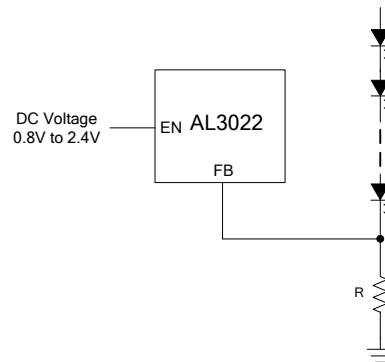 DC Voltage
0.8V to 2.4V
EN AL3022
FB
R